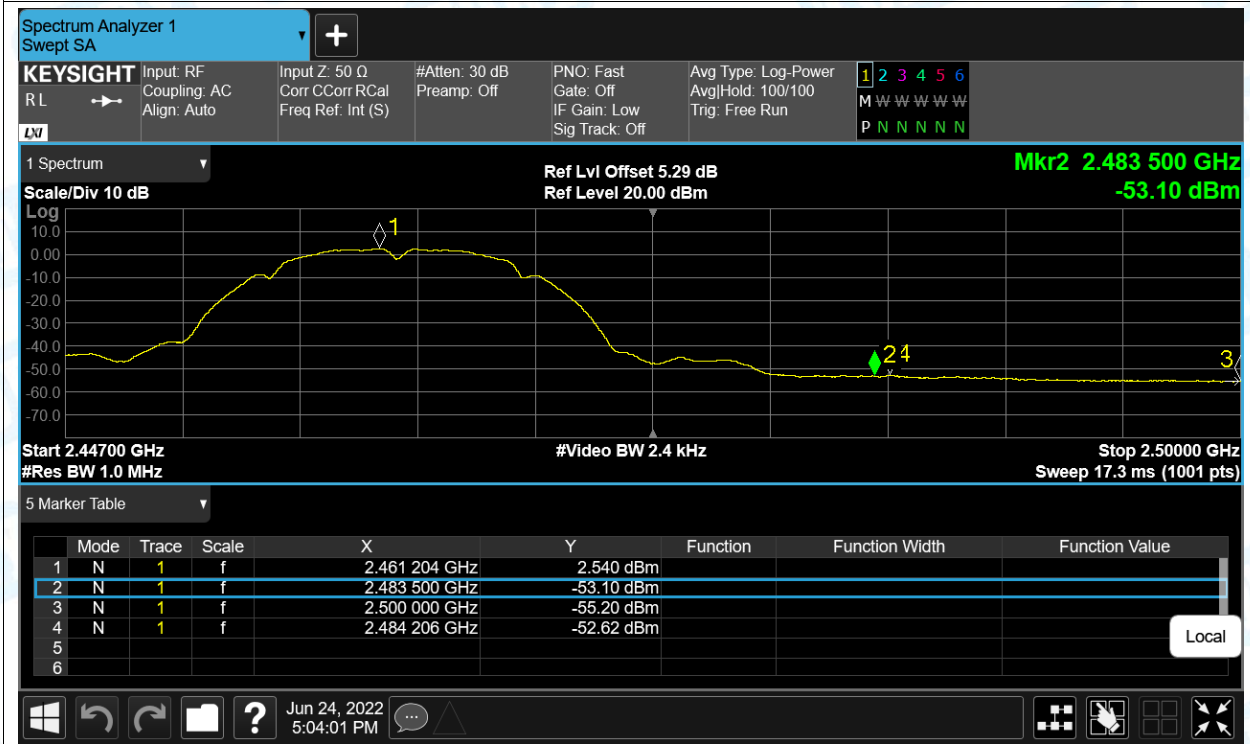 Spectrum Analyzer 1
Swept SA
+
KEYSIGHT
R L
LXI
Input: RF
Coupling: AC
Align: Auto
Input Z: 50 Ω
Corr CCorr RCal
Freq Ref: Int (S)
#Atten: 30 dB
Preamp: Off
PNO: Fast
Gate: Off
IF Gain: Low
Sig Track: Off
Avg Type: Log-Power
Avg|Hold: 100/100
Trig: Free Run
1 2 3 4 5 6
M W W W W W
P N N N N N
1 Spectrum
Scale/Div 10 dB
Ref Lvl Offset 5.29 dB
Ref Level 20.00 dBm
Mkr2 2.483 500 GHz
-53.10 dBm
Log
10.0
0.00
-10.0
-20.0
-30.0
-40.0
-50.0
-60.0
-70.0
1
2 4
3
Start 2.44700 GHz
#Res BW 1.0 MHz
#Video BW 2.4 kHz
Stop 2.50000 GHz
Sweep 17.3 ms (1001 pts)
5 Marker Table
Mode Trace Scale X Y Function Function Width Function Value
1 N 1 f 2.461 204 GHz 2.540 dBm
2 N 1 f 2.483 500 GHz -53.10 dBm
3 N 1 f 2.500 000 GHz -55.20 dBm
4 N 1 f 2.484 206 GHz -52.62 dBm
5
6
Local
?
Jun 24, 2022
5:04:01 PM